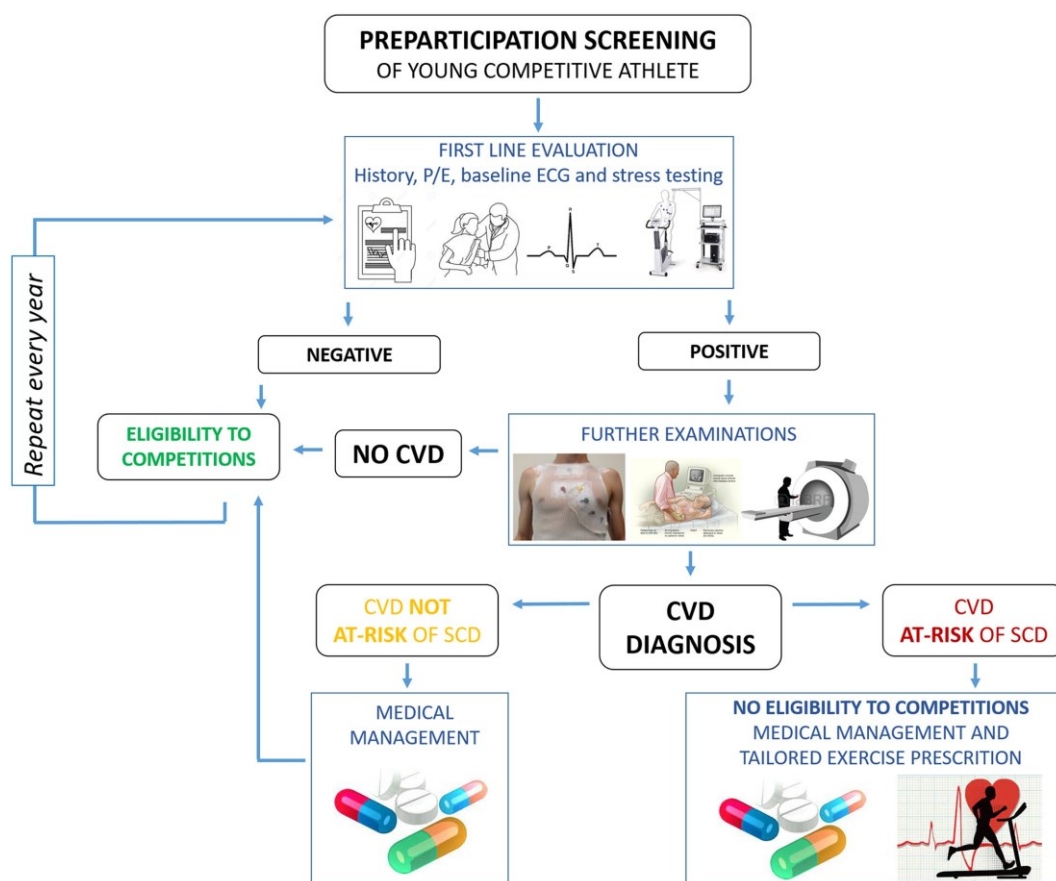 PREPARTICIPATION SCREENING
OF YOUNG COMPETITIVE ATHLETE
FIRST LINE EVALUATION
History, P/E, baseline ECG and stress testing
R
P
T
Q
S
Repeat every year
NEGATIVE
POSITIVE
ELIGIBILITY TO
COMPETITIONS
NO CVD
FURTHER EXAMINATIONS
CVD NOT
AT-RISK OF SCD
CVD
DIAGNOSIS
CVD
AT-RISK OF SCD
MEDICAL
MANAGEMENT
NO ELIGIBILITY TO COMPETITIONS
MEDICAL MANAGEMENT AND
TAILORED EXERCISE PRESCRITION